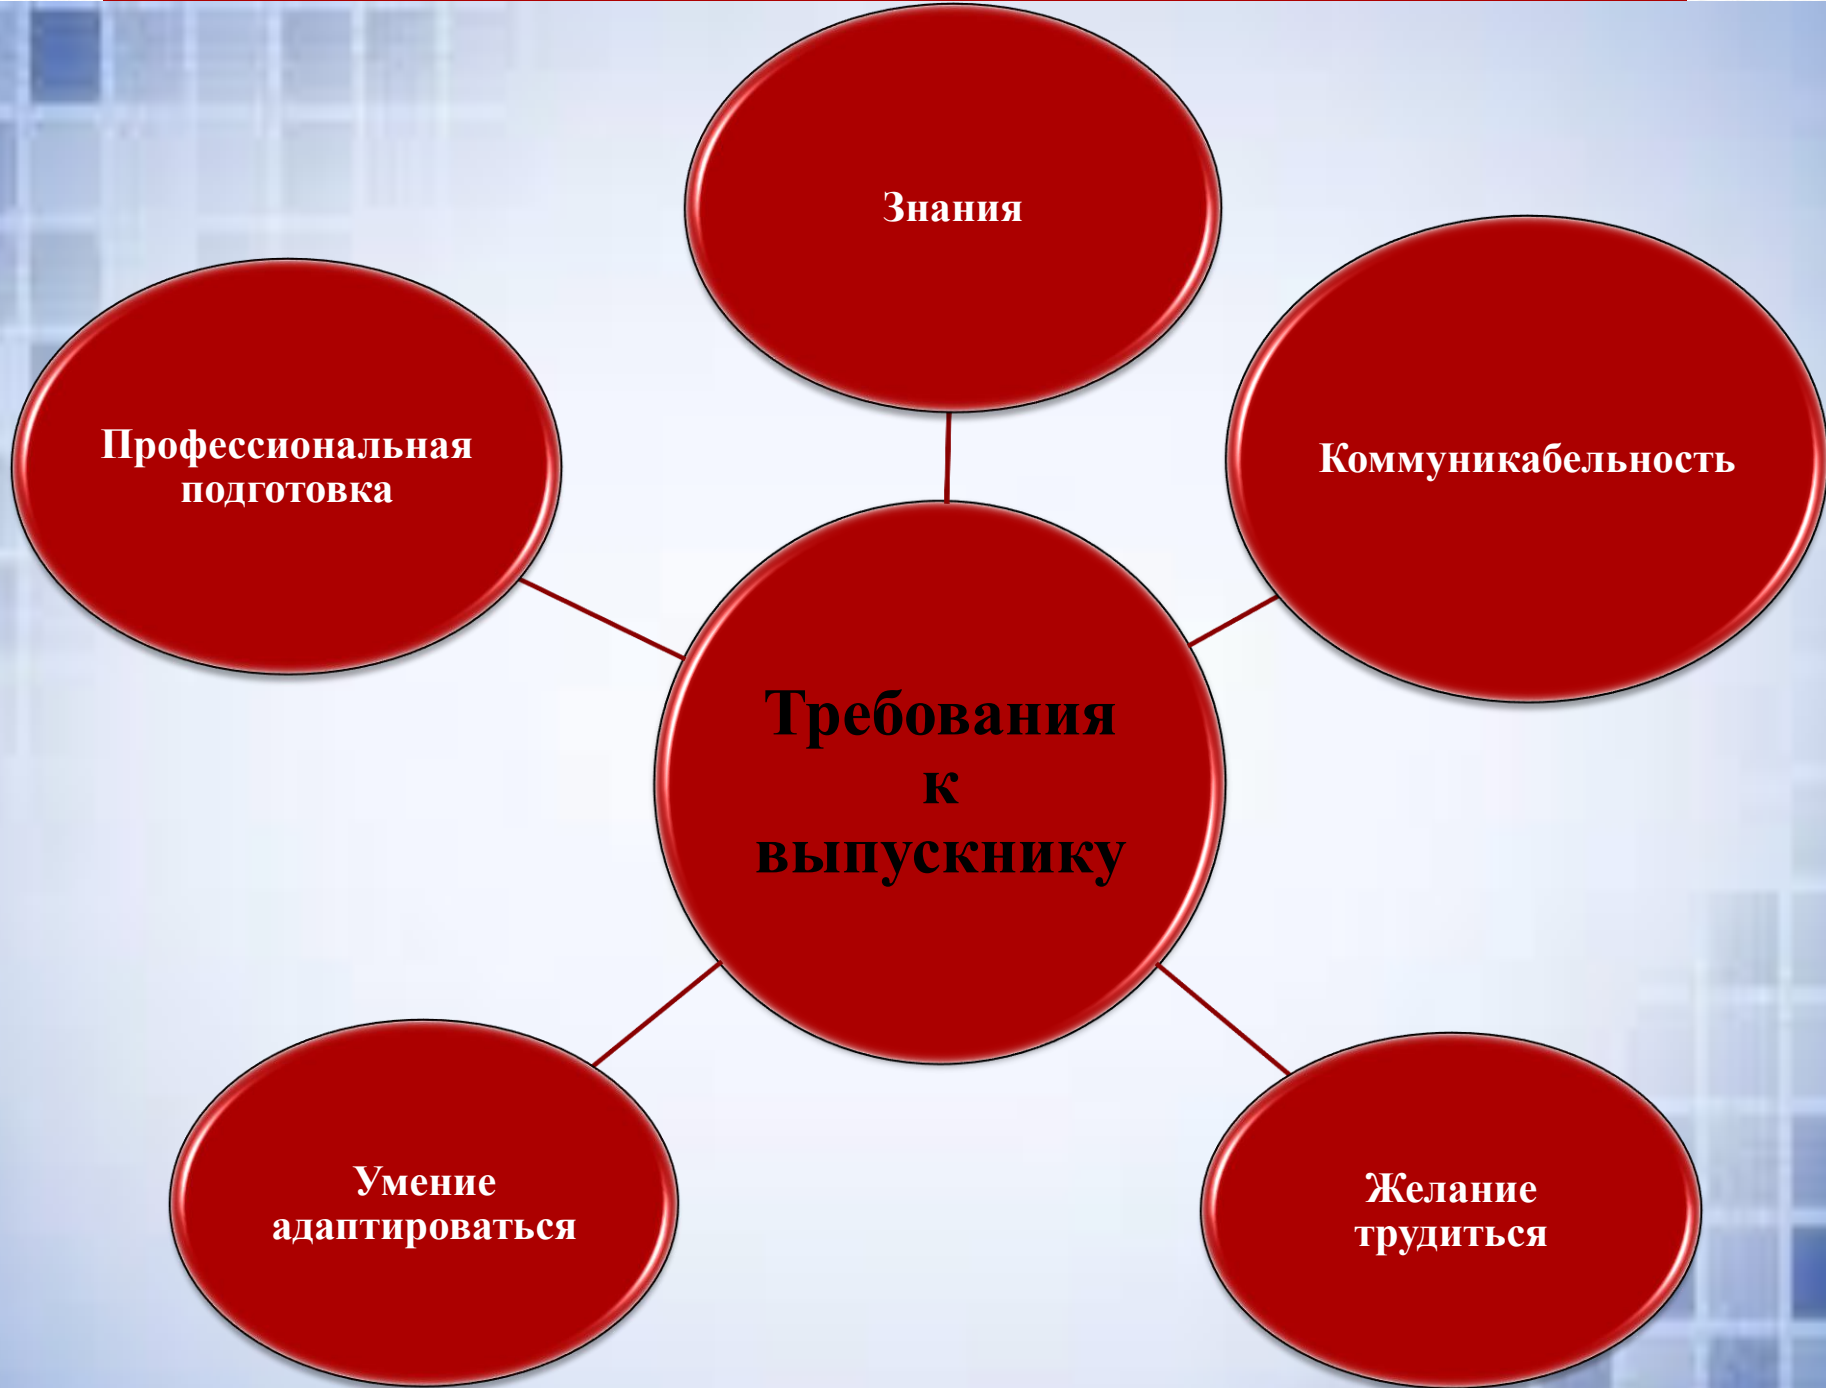 Знания
Профессиональная
подготовка
Коммуникабельность
Требования
к
выпускнику
Умение
адаптироваться
Желание
трудиться